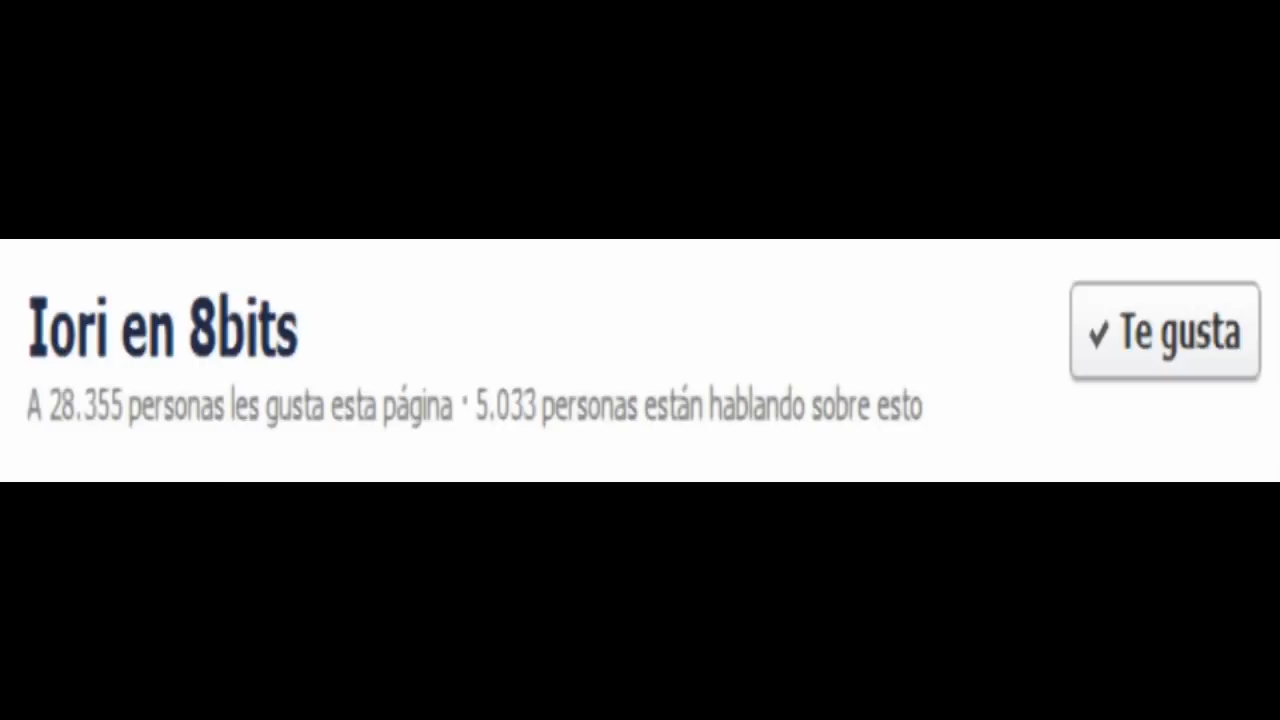 Iori en 8bits
✓ Te gusta
A 28.355 personas les gusta esta página · 5.033 personas están hablando sobre esto